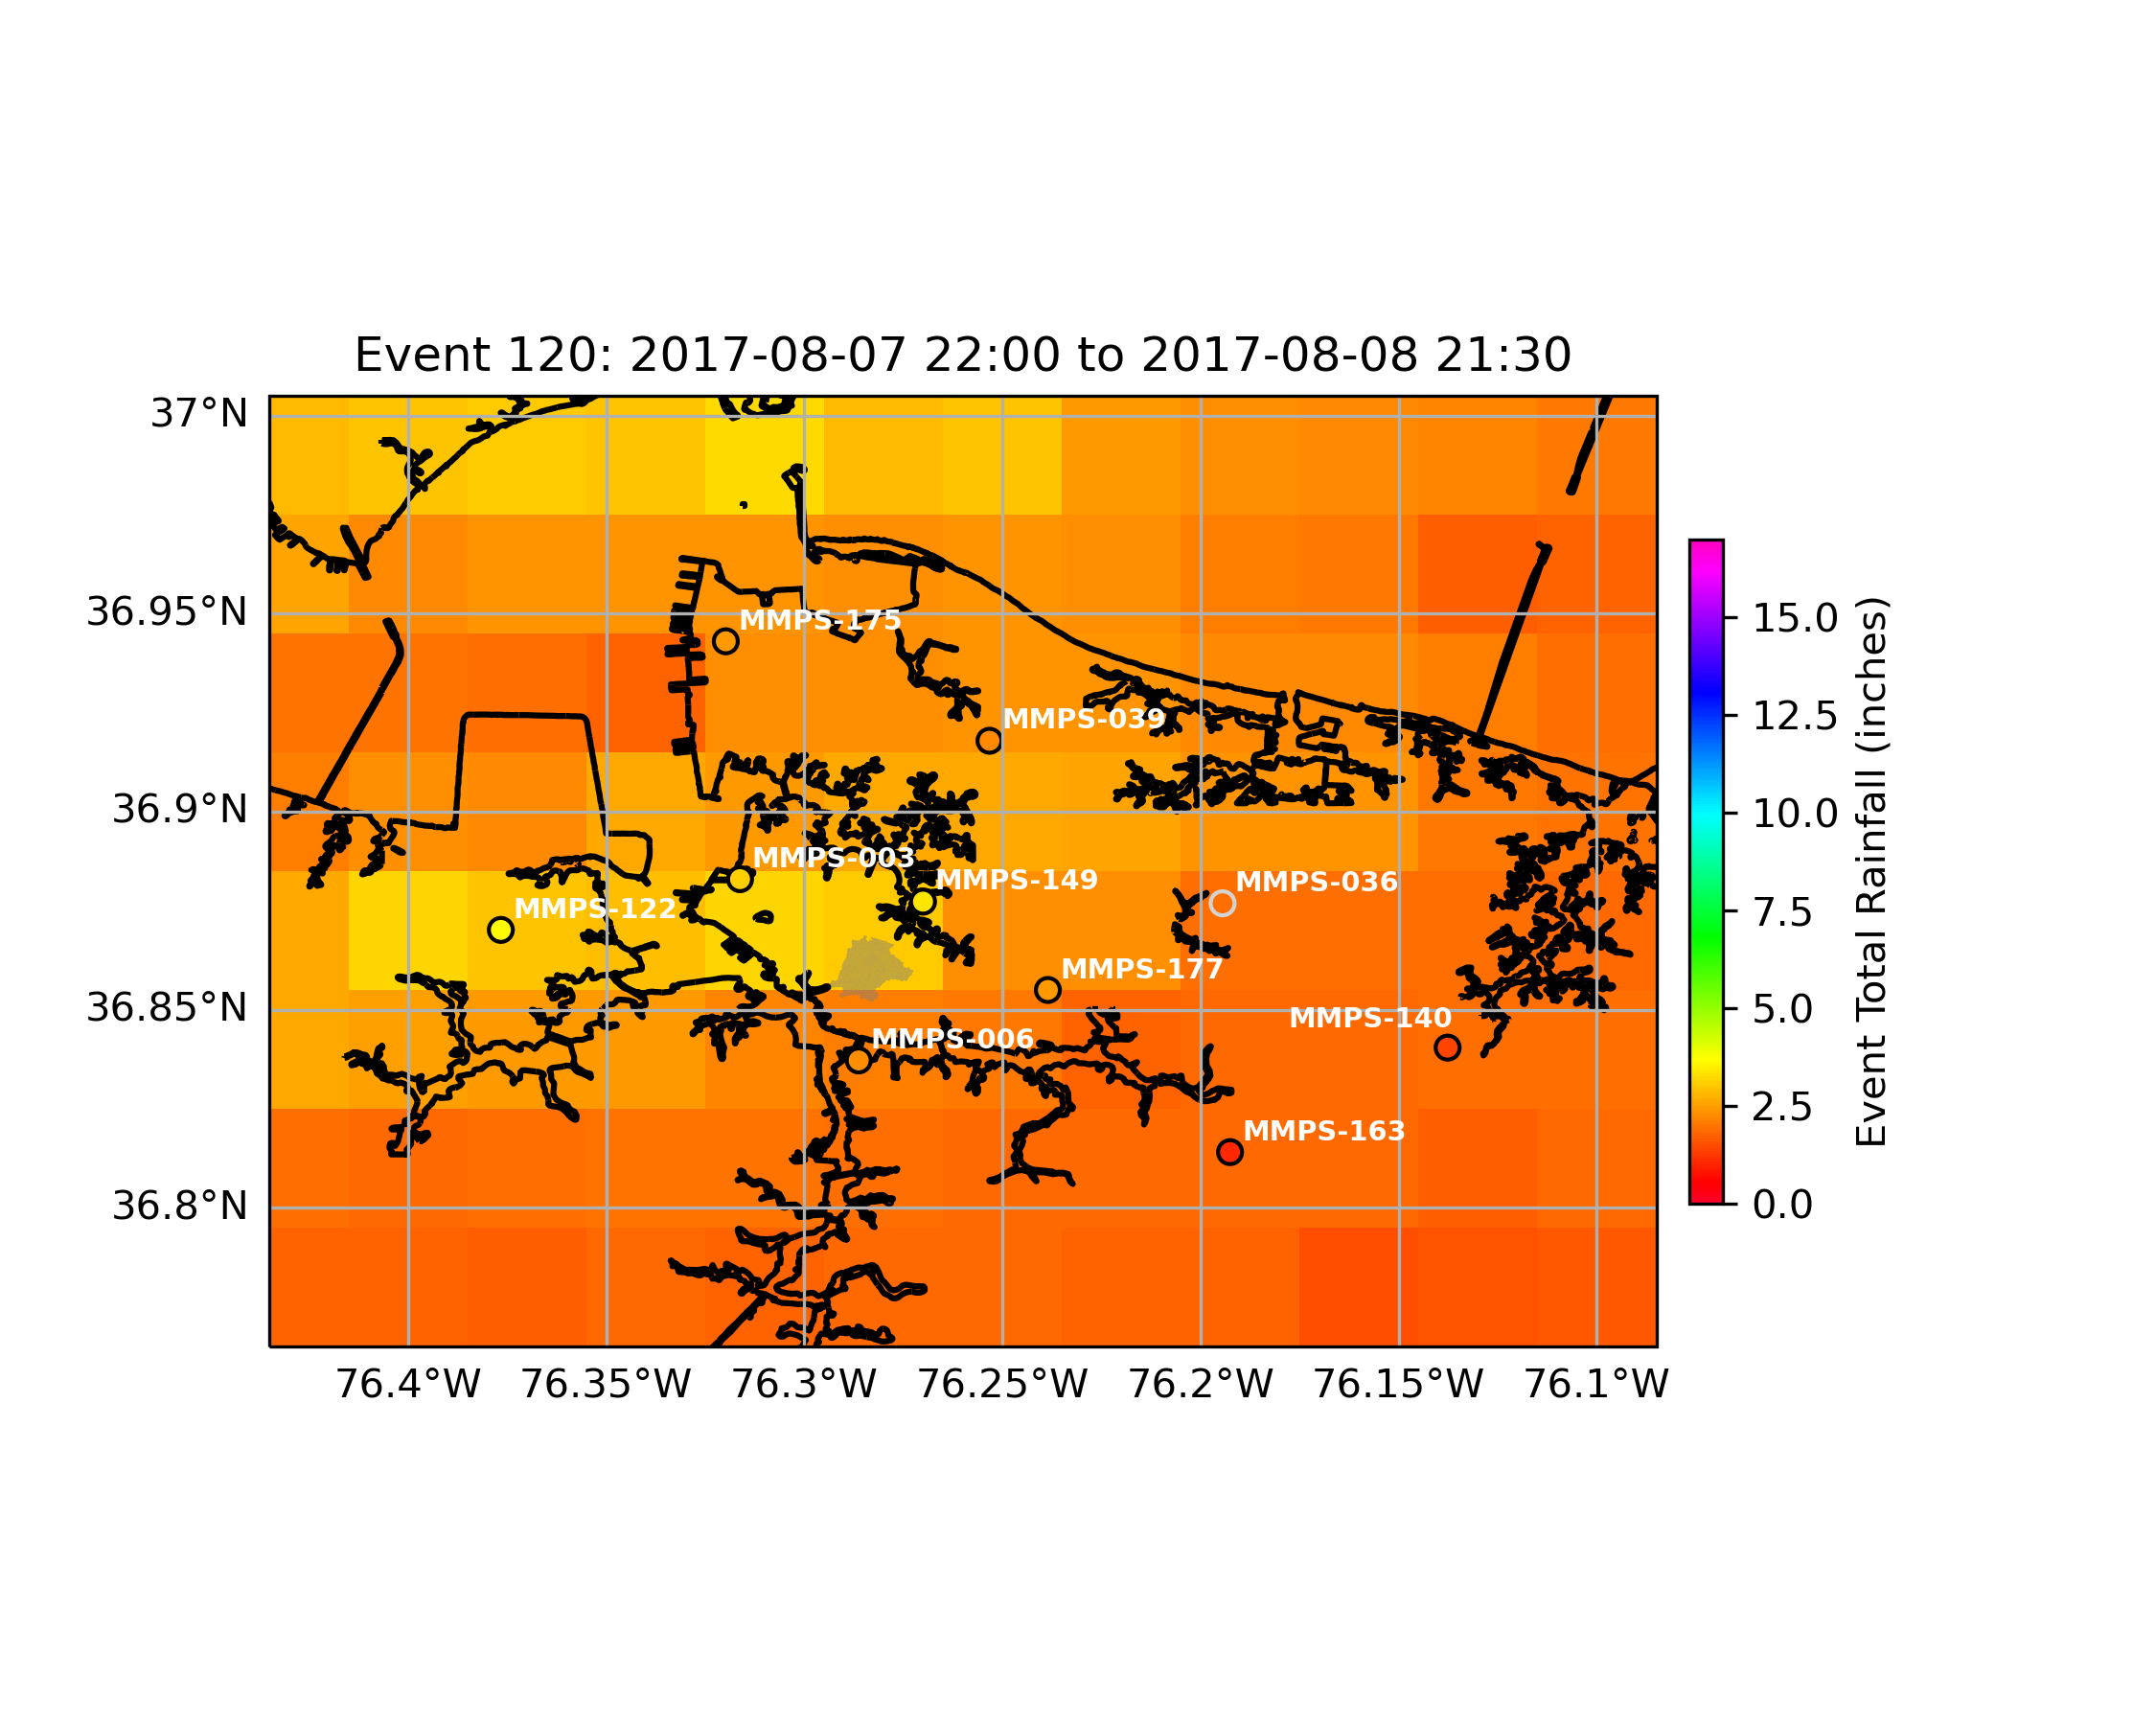 Event 120: 2017-08-07 22:00 to 2017-08-08 21:30
37°N
36.95°N
36.9°N
36.85°N
36.8°N
MMPS-175
MMPS-039
MMPS-003
MMPS-149
MMPS-036
MMPS-122
MMPS-177
MMPS-140
MMPS-006
MMPS-163
76.4°W 76.35°W 76.3°W 76.25°W 76.2°W 76.15°W 76.1°W
15.0
12.5
10.0
7.5
5.0
2.5
0.0
Event Total Rainfall (inches)